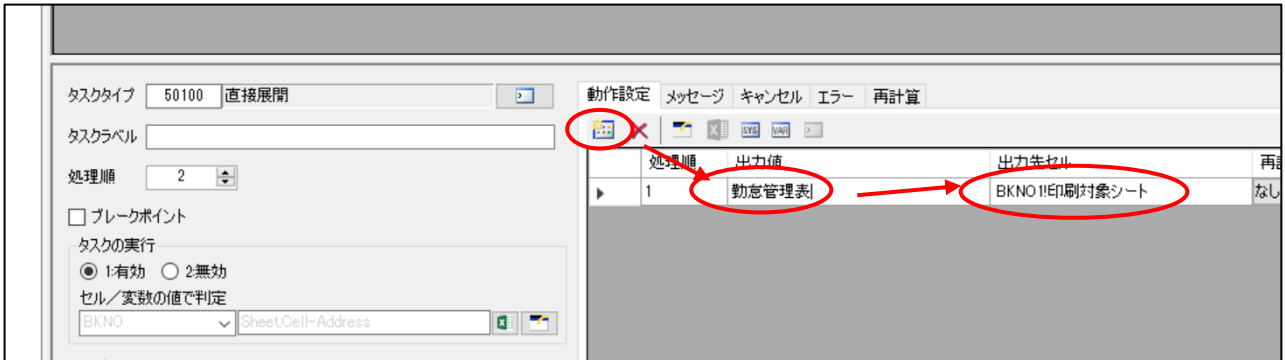 タスクタイプ 50100 直接展開
タスクラベル
処理順 2
ブレークポイント
タスクの実行
1:有効 2:無効
セル／変数の値で判定
BKNO Sheet,Cell-Address
動作設定 メッセージ キャンセル エラー 再計算
SYS VAR
処理順 出力値 出力先セル
1 勤怠管理表 BKNO1!印刷対象シート なし